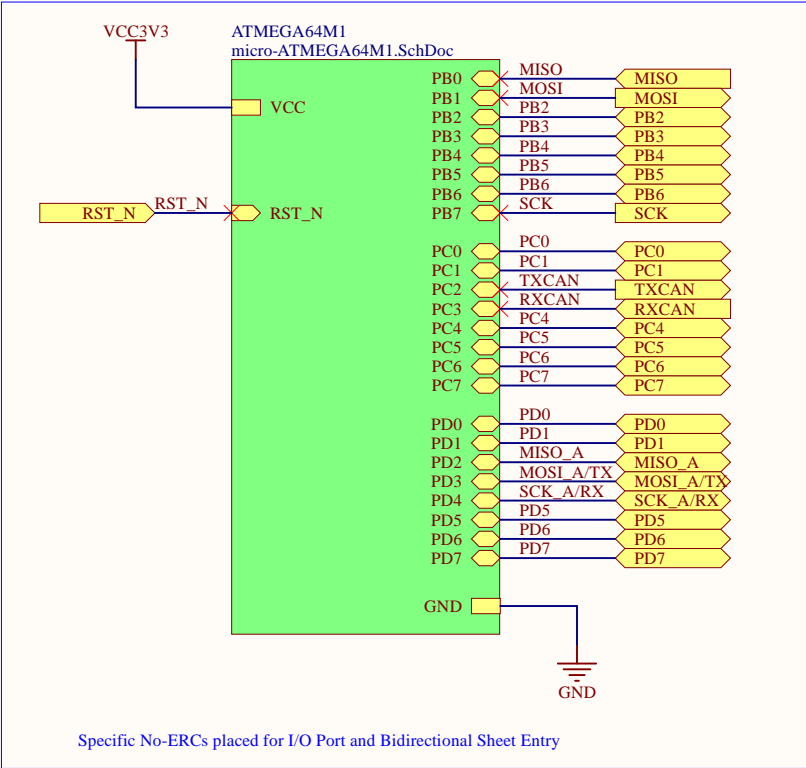 VCC3V3
ATMEGA64M1
micro-ATMEGA64M1.SchDoc
VCC
RST_N RST_N RST_N
PB0 MISO MISO
PB1 MOSI MOSI
PB2 PB2 PB2
PB3 PB3 PB3
PB4 PB4 PB4
PB5 PB5 PB5
PB6 PB6 PB6
PB7 SCK SCK
PC0 PC0 PC0
PC1 PC1 PC1
PC2 TXCAN TXCAN
PC3 RXCAN RXCAN
PC4 PC4 PC4
PC5 PC5 PC5
PC6 PC6 PC6
PC7 PC7 PC7
PD0 PD0 PD0
PD1 PD1 PD1
PD2 MISO_A MISO_A
PD3 MOSI_A/TX MOSI_A/TX
PD4 SCK_A/RX SCK_A/RX
PD5 PD5 PD5
PD6 PD6 PD6
PD7 PD7 PD7
GND
GND
Specific No-ERCs placed for I/O Port and Bidirectional Sheet Entry